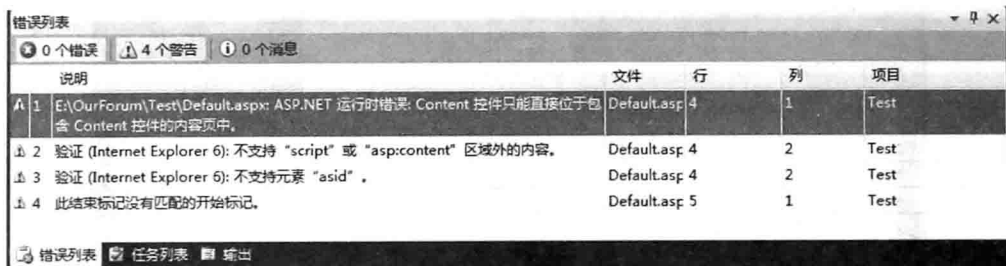 错误列表
0 个错误 4 个警告 0 个消息
说明 文件 行 列 项目
1 E:\OurForum\Test\Default.aspx: ASP.NET 运行时错误: Content 控件只能直接位于包 Default.asp 4 1 Test
含 Content 控件的内容页中。
2 验证 (Internet Explorer 6): 不支持“script”或“asp:content”区域外的内容。 Default.asp 4 2 Test
3 验证 (Internet Explorer 6): 不支持元素“asid”。 Default.asp 4 2 Test
4 此结束标记没有匹配的开始标记。 Default.asp 5 1 Test
错误列表 任务列表 输出